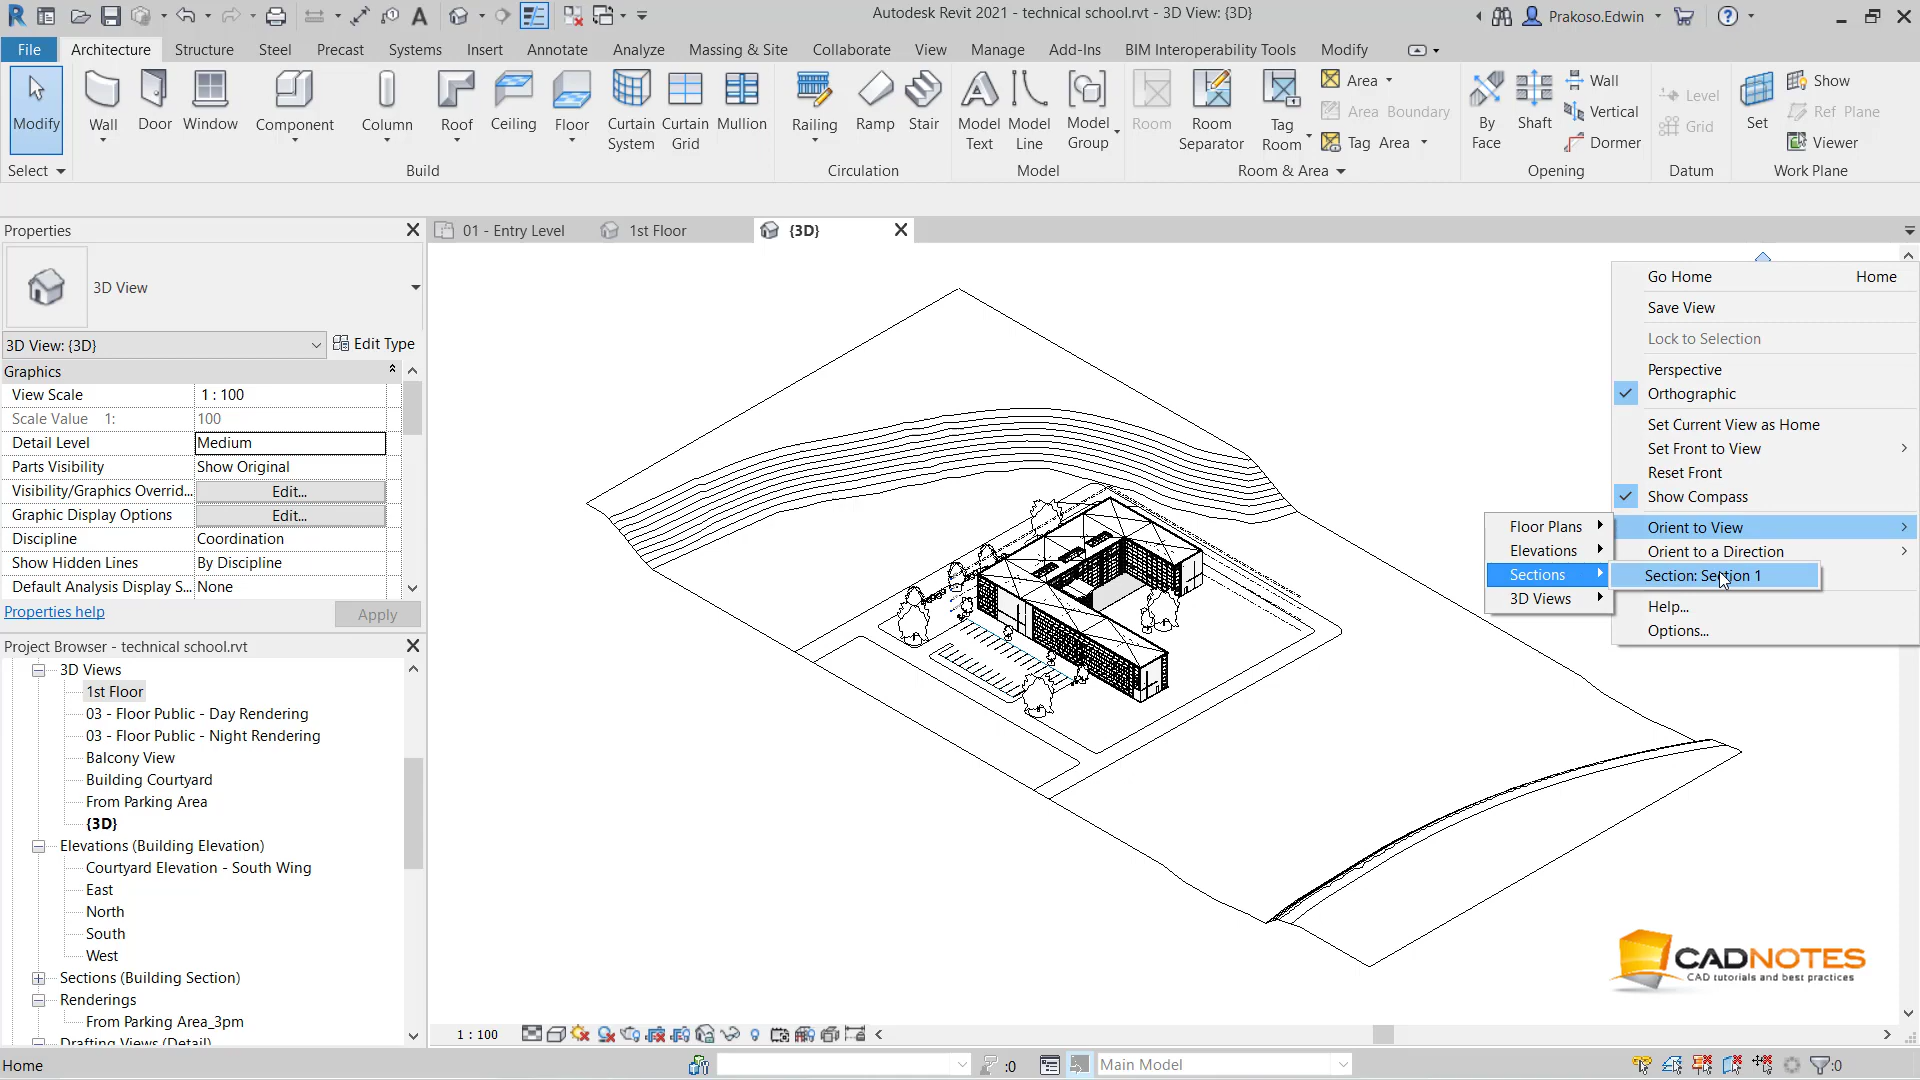 Autodesk Revit 2021 - technical school.rvt - 3D View: {3D}
Prakoso.Edwin
File
Architecture
Structure
Steel
Precast
Systems
Insert
Annotate
Analyze
Massing & Site
Collaborate
View
Manage
Add-Ins
BIM Interoperability Tools
Modify
Modify
Wall
Door
Window
Component
Column
Roof
Ceiling
Floor
Curtain System
Curtain Grid
Mullion
Railing
Ramp
Stair
Model Text
Model Line
Model Group
Room
Room Separator
Tag Room
Area
Area Boundary
Tag Area
By Face
Shaft
Wall
Vertical
Dormer
Level
Grid
Set
Show
Ref Plane
Viewer
Select
Build
Circulation
Model
Room & Area
Opening
Datum
Work Plane
Properties
01 - Entry Level
1st Floor
{3D}
3D View
3D View: {3D}
Edit Type
Graphics
View Scale 1 : 100
Scale Value 1: 100
Detail Level Medium
Parts Visibility Show Original
Visibility/Graphics Overrid... Edit...
Graphic Display Options Edit...
Discipline Coordination
Show Hidden Lines By Discipline
Default Analysis Display S... None
Properties help
Apply
Project Browser - technical school.rvt
3D Views
1st Floor
03 - Floor Public - Day Rendering
03 - Floor Public - Night Rendering
Balcony View
Building Courtyard
From Parking Area
{3D}
Elevations (Building Elevation)
Courtyard Elevation - South Wing
East
North
South
West
Sections (Building Section)
Renderings
From Parking Area_3pm
Drafting Views (Detail)
Go Home Home
Save View
Lock to Selection
Perspective
Orthographic
Set Current View as Home
Set Front to View
Reset Front
Show Compass
Orient to View
Orient to a Direction
Help...
Options...
Floor Plans
Elevations
Sections
3D Views
Section: Section 1
CADNOTES
CAD tutorials and best practices
1 : 100
Home
:0
Main Model
:0